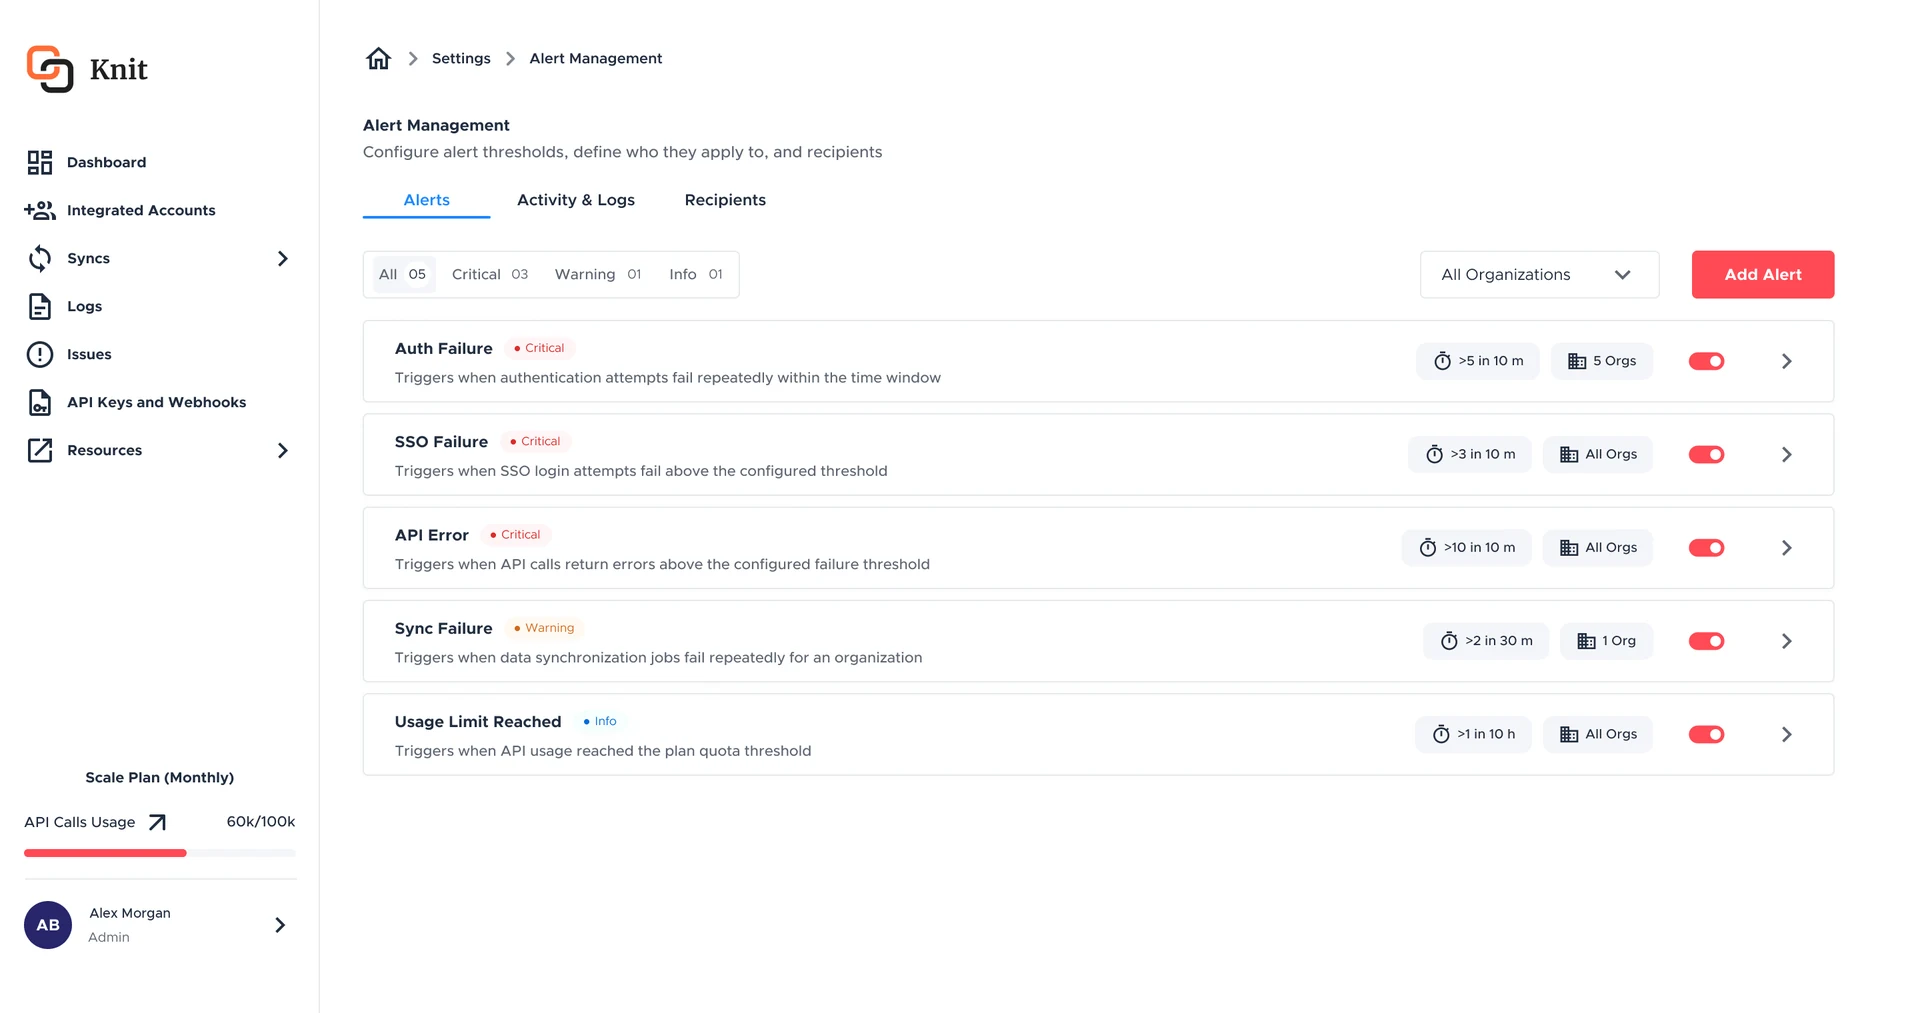 Knit
Dashboard
Integrated Accounts
Syncs
Logs
Issues
API Keys and Webhooks
Resources
Scale Plan (Monthly)
API Calls Usage 60k/100k
AB
Alex Morgan
Admin
Settings Alert Management
Alert Management
Configure alert thresholds, define who they apply to, and recipients
Alerts Activity & Logs Recipients
All 05 Critical 03 Warning 01 Info 01
All Organizations
Add Alert
Auth Failure Critical
Triggers when authentication attempts fail repeatedly within the time window
>5 in 10 m 5 Orgs
SSO Failure Critical
Triggers when SSO login attempts fail above the configured threshold
>3 in 10 m All Orgs
API Error Critical
Triggers when API calls return errors above the configured failure threshold
>10 in 10 m All Orgs
Sync Failure Warning
Triggers when data synchronization jobs fail repeatedly for an organization
>2 in 30 m 1 Org
Usage Limit Reached Info
Triggers when API usage reached the plan quota threshold
>1 in 10 h All Orgs